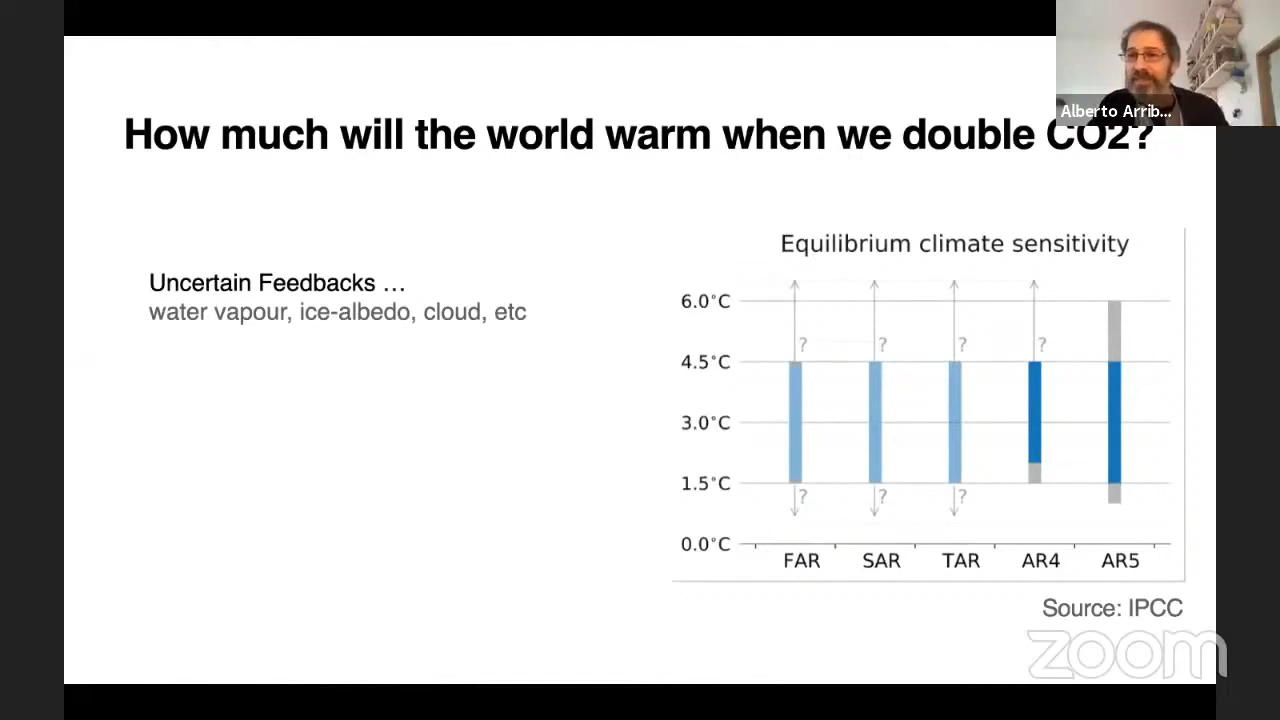 Alberto Arrib...
How much will the world warm when we double CO2?
Uncertain Feedbacks …
water vapour, ice-albedo, cloud, etc
Equilibrium climate sensitivity
6.0°C
? ? ? ?
4.5°C
3.0°C
1.5°C
? ? ?
0.0°C
FAR SAR TAR AR4 AR5
Source: IPCC
zoom